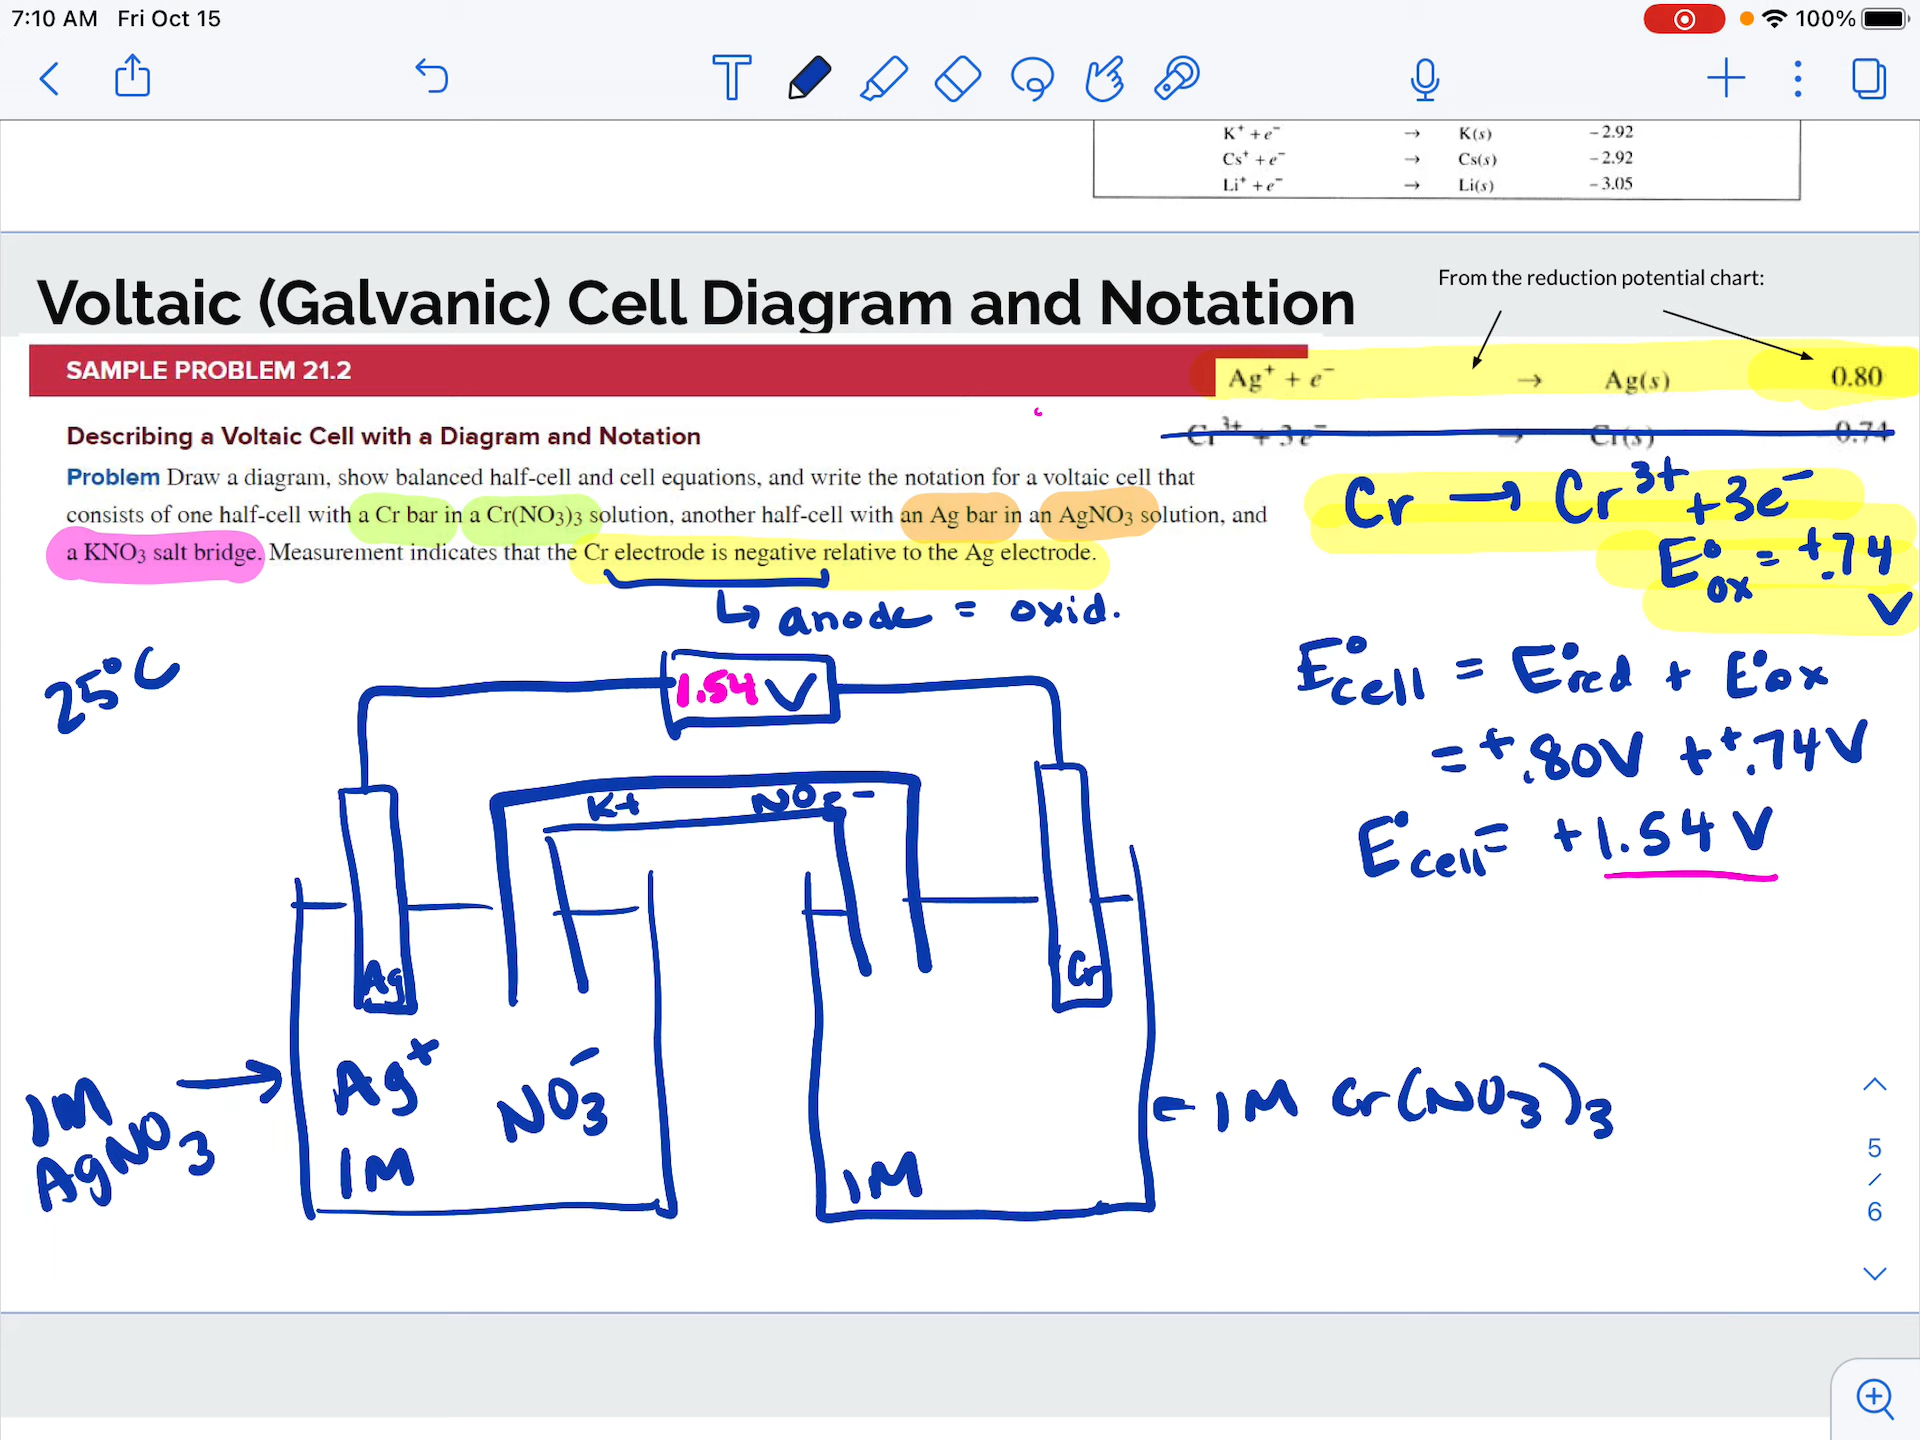 7:10 AM Fri Oct 15
100%
K⁺ + e⁻ → K(s) −2.92
Cs⁺ + e⁻ → Cs(s) −2.92
Li⁺ + e⁻ → Li(s) −3.05
Voltaic (Galvanic) Cell Diagram and Notation
From the reduction potential chart:
SAMPLE PROBLEM 21.2
Ag⁺ + e⁻ → Ag(s) 0.80
Cr³⁺ + 3e⁻ → Cr(s) 0.74
Describing a Voltaic Cell with a Diagram and Notation
Problem Draw a diagram, show balanced half-cell and cell equations, and write the notation for a voltaic cell that
consists of one half-cell with a Cr bar in a Cr(NO₃)₃ solution, another half-cell with an Ag bar in an AgNO₃ solution, and
a KNO₃ salt bridge. Measurement indicates that the Cr electrode is negative relative to the Ag electrode.
Cr → Cr³⁺ + 3e⁻
E°ox = +.74
V
↳ anode = oxid.
25°C
1.54 V
E°cell = E°red + E°ox
= +.80V + +.74V
E°cell = +1.54 V
K+ NO₃⁻
Ag
Cr
Ag⁺
NO₃⁻
1M
1M
AgNO₃
1M
1M Cr(NO₃)₃
5
/
6